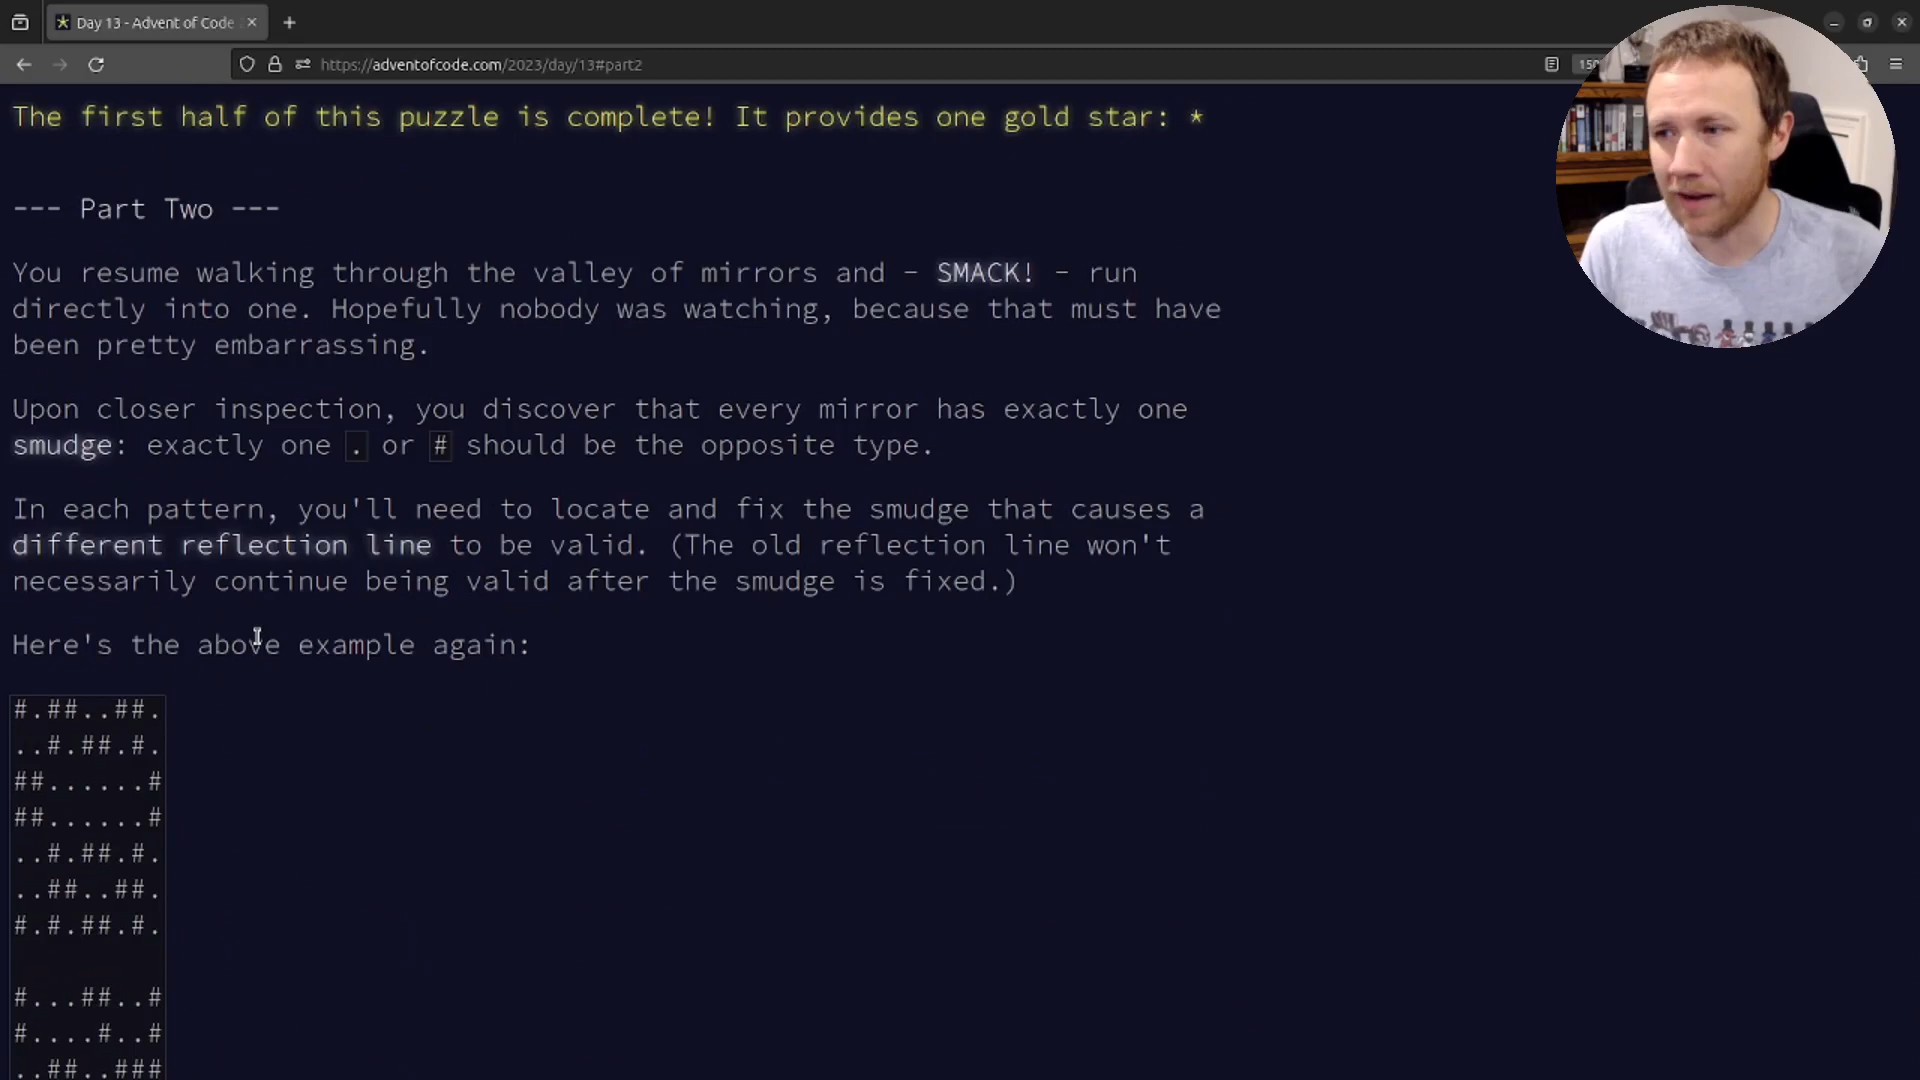 Day 13 - Advent of Code
https://adventofcode.com/2023/day/13#part2
The first half of this puzzle is complete! It provides one gold star: *
--- Part Two ---
You resume walking through the valley of mirrors and - SMACK! - run
directly into one. Hopefully nobody was watching, because that must have
been pretty embarrassing.
Upon closer inspection, you discover that every mirror has exactly one
smudge: exactly one . or # should be the opposite type.
In each pattern, you'll need to locate and fix the smudge that causes a
different reflection line to be valid. (The old reflection line won't
necessarily continue being valid after the smudge is fixed.)
Here's the above example again:
#.##..##.
..#.##.#.
##......#
##......#
..#.##.#.
..##..##.
#.#.##.#.
#...##..#
#....#..#
..##..###